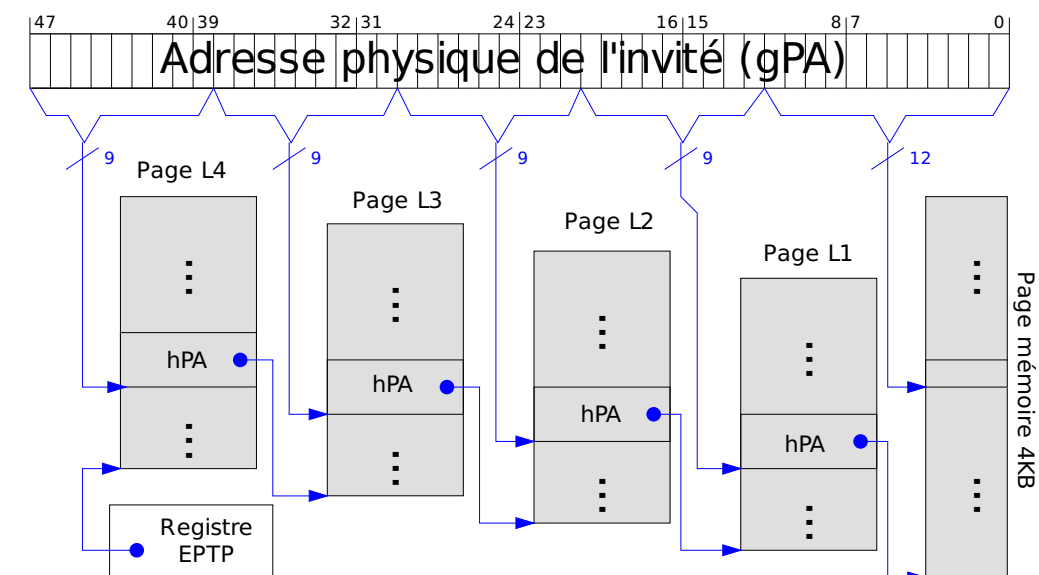 47 40 39 32 31 24 23 16 15 8 7 0
Adresse physique de l'invité (gPA)
9 9 9 9 12
Page L4
Page L3
Page L2
Page L1
hPA
hPA
hPA
hPA
Page mémoire 4KB
Registre
EPTP